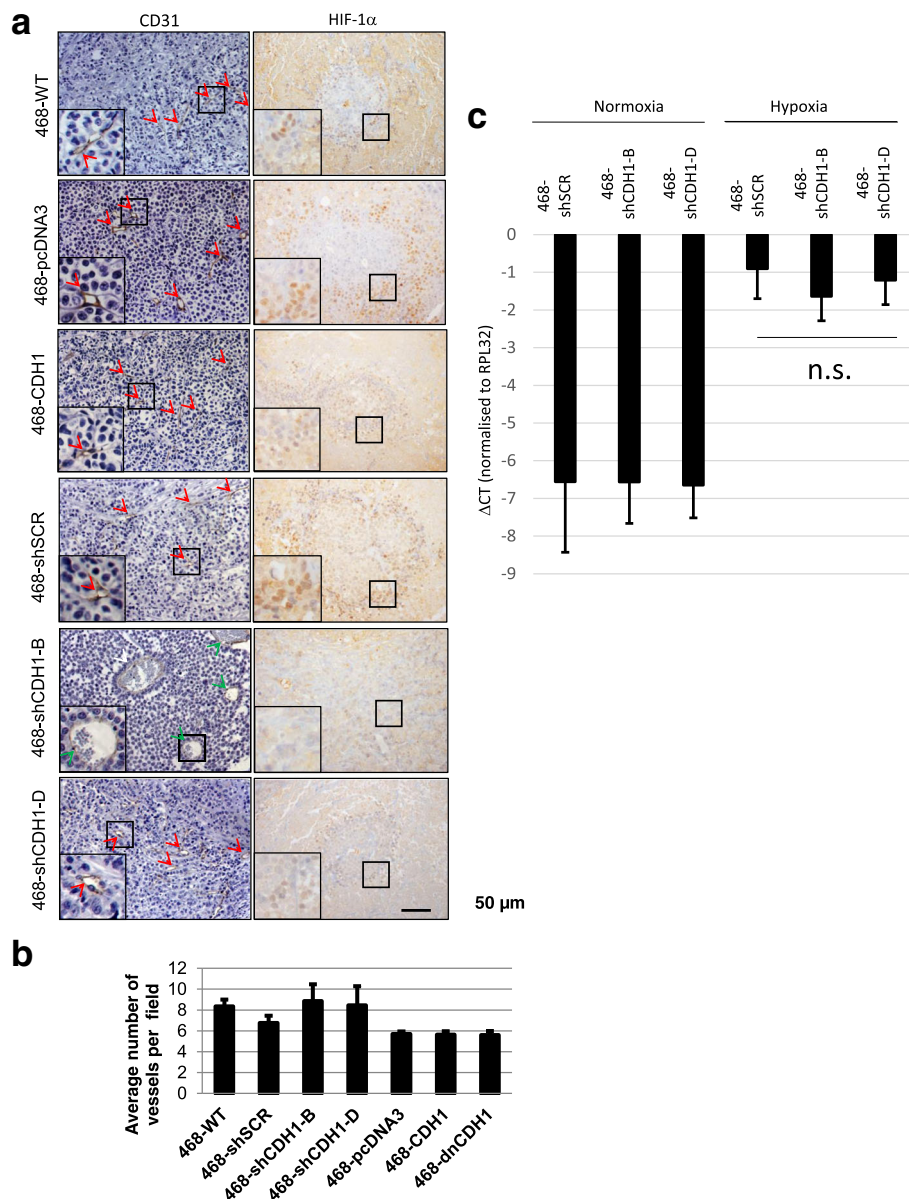 a
CD31
HIF-1α
468-WT
468-pcDNA3
468-CDH1
468-shSCR
468-shCDH1-B
468-shCDH1-D
50 µm
b
Average number of
vessels per field
12
10
8
6
4
2
0
468-WT
468-shSCR
468-shCDH1-B
468-shCDH1-D
468-pcDNA3
468-CDH1
468-dnCDH1
c
Normoxia
Hypoxia
468-
shSCR
468-
shCDH1-B
468-
shCDH1-D
468-
shSCR
468-
shCDH1-B
468-
shCDH1-D
ΔCT (normalised to RPL32)
0
-1
-2
-3
-4
-5
-6
-7
-8
-9
n.s.